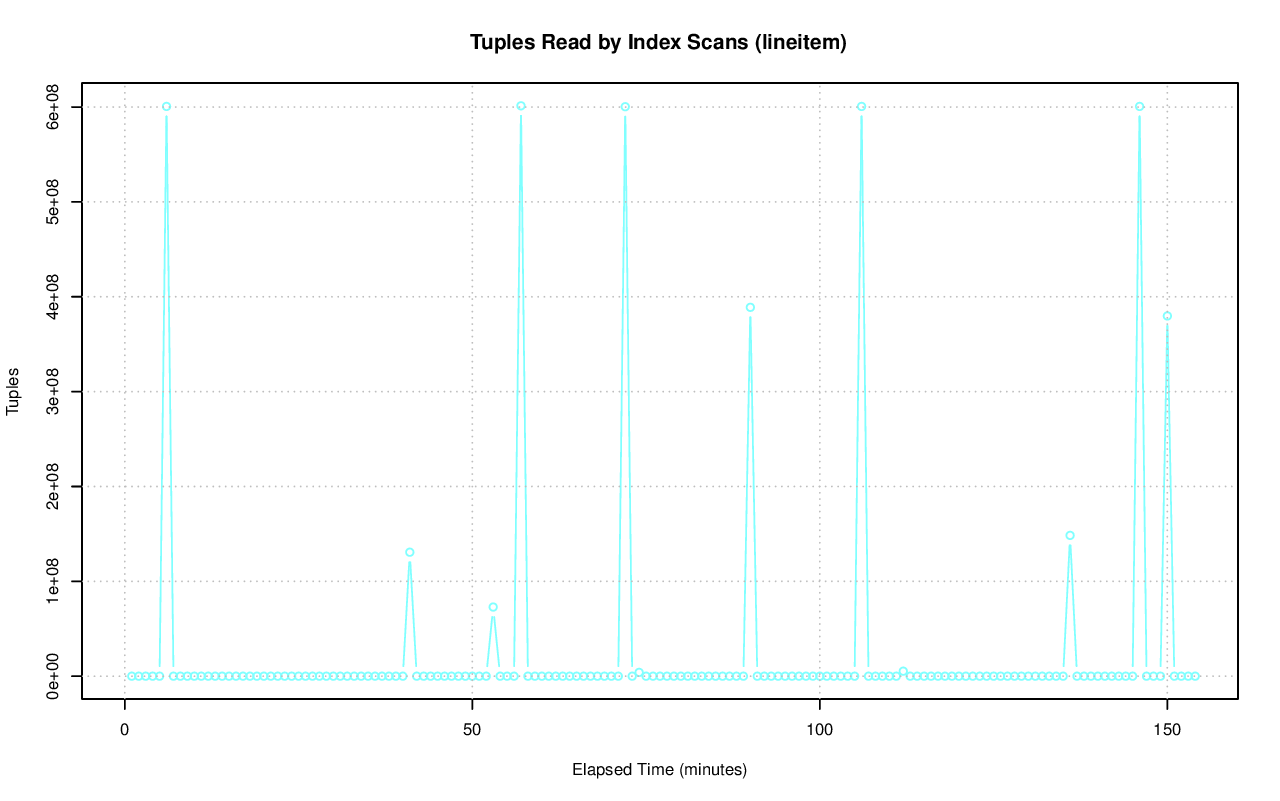 Tuples Read by Index Scans (lineitem)
6e+08
5e+08
4e+08
3e+08
2e+08
1e+08
0e+00
Tuples
0 50 100 150
Elapsed Time (minutes)